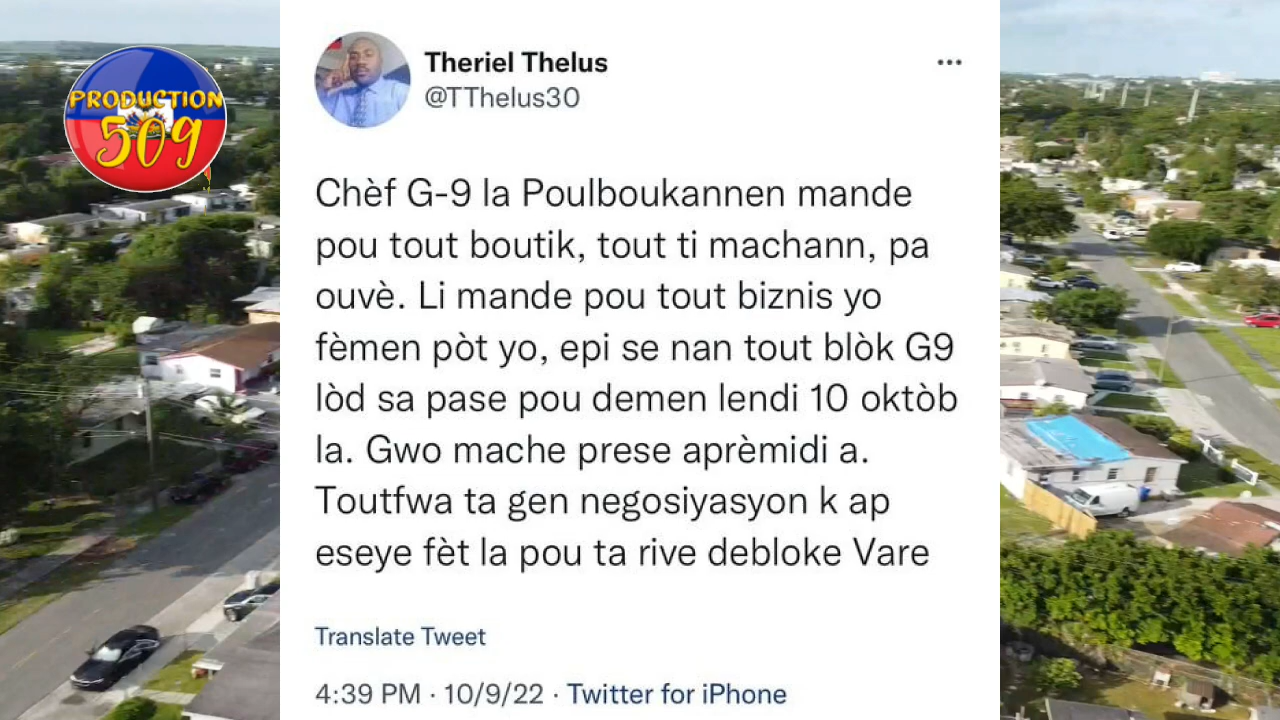 PRODUCTION
509
Theriel Thelus
@TThelus30
Chèf G-9 la Poulboukannen mande
pou tout boutik, tout ti machann, pa
ouvè. Li mande pou tout biznis yo
fèmen pòt yo, epi se nan tout blòk G9
lòd sa pase pou demen lendi 10 oktòb
la. Gwo mache prese aprèmidi a.
Toutfwa ta gen negosiyasyon k ap
eseye fèt la pou ta rive debloke Vare
Translate Tweet
4:39 PM · 10/9/22 · Twitter for iPhone